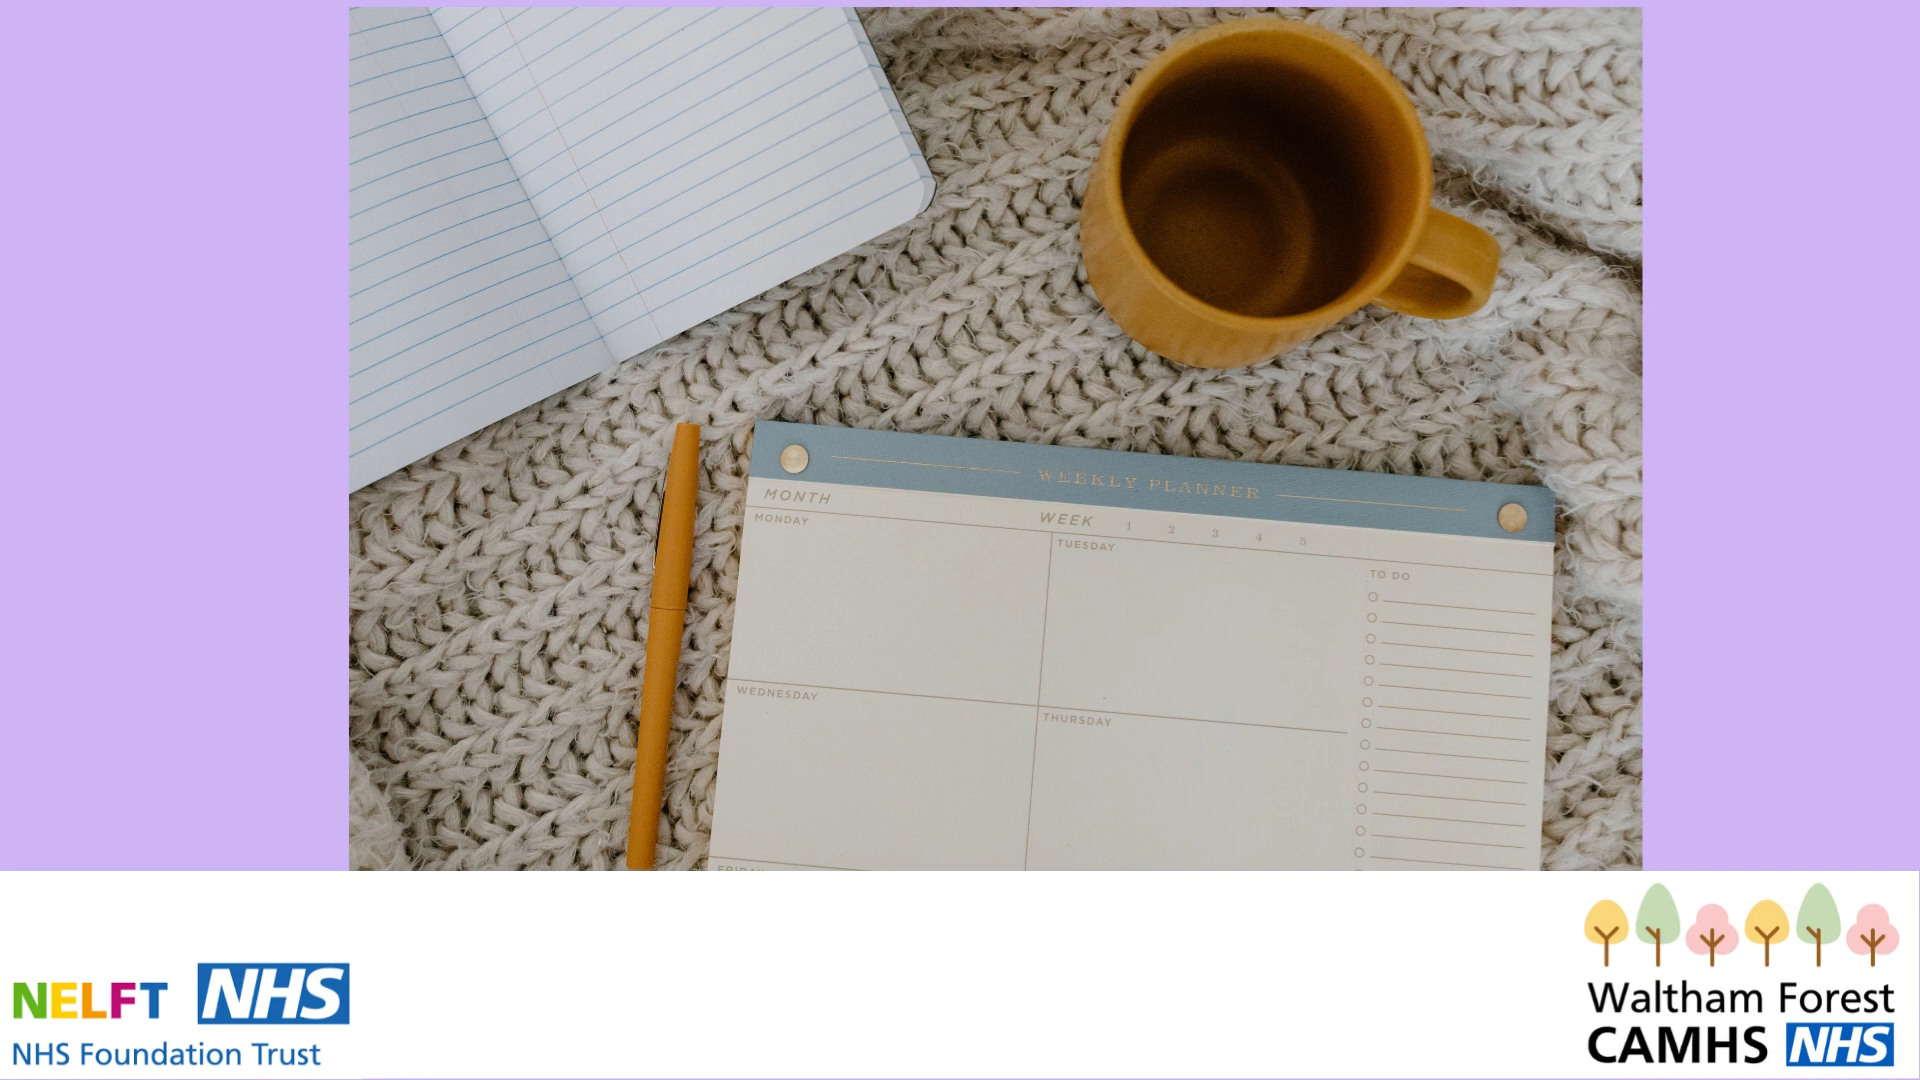 WEEKLY PLANNER
MONTH
WEEK 1 2 3 4 5
MONDAY
TUESDAY
TO DO
WEDNESDAY
THURSDAY
FRIDAY
NELFT NHS
NHS Foundation Trust
Waltham Forest
CAMHS NHS